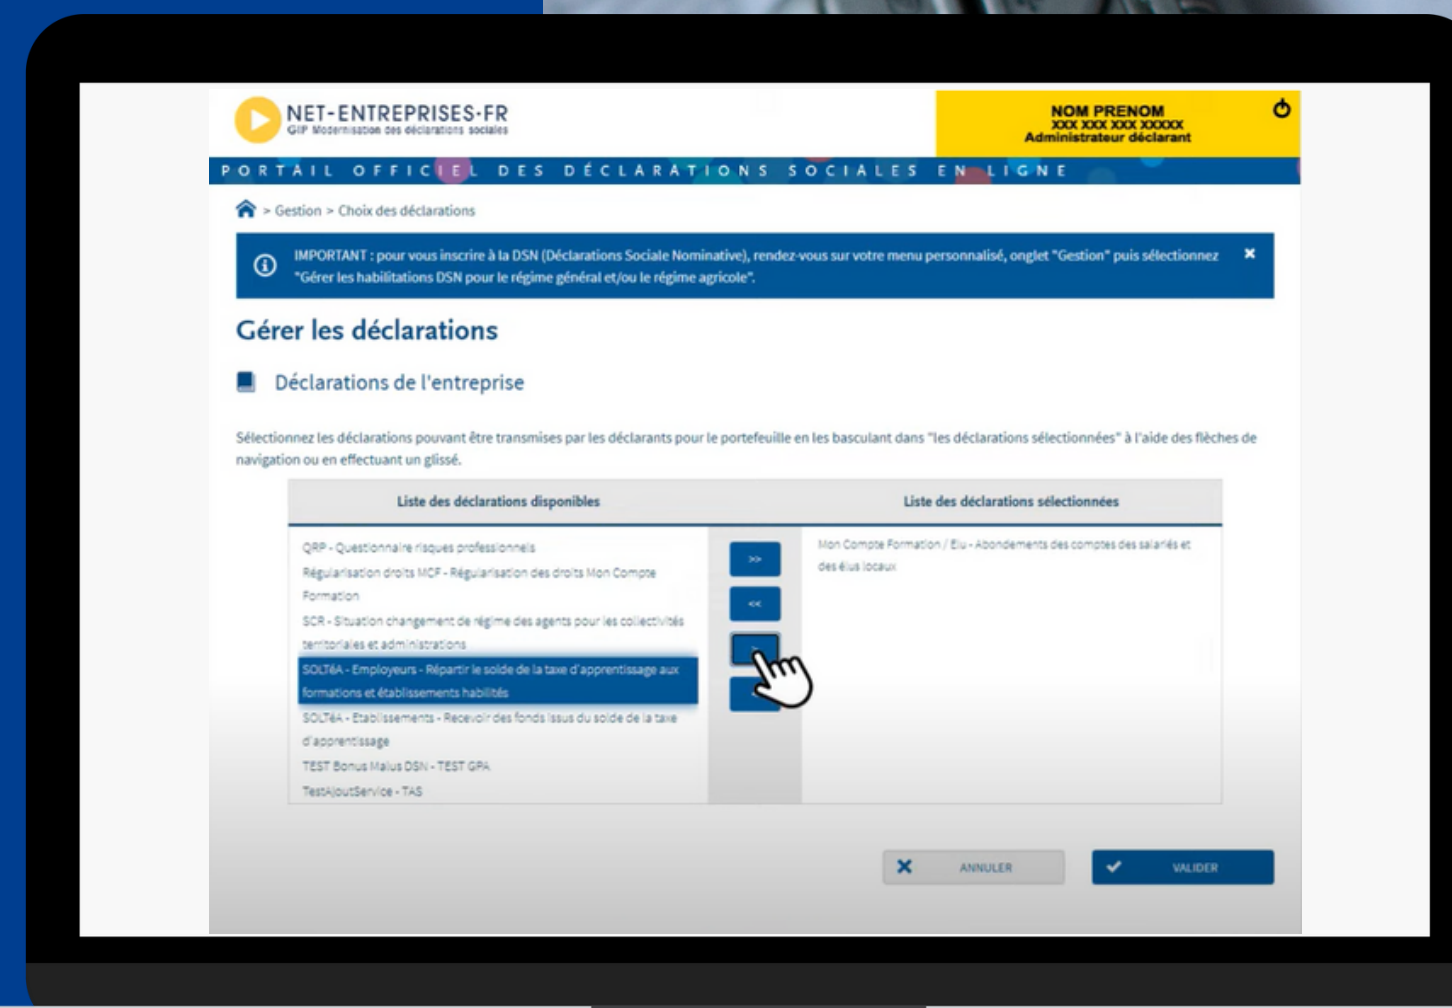 NET-ENTREPRISES·FR
GIP Modernisation des déclarations sociales
NOM PRENOM
XXX XXX XXX XXXXX
Administrateur déclarant
PORTAIL OFFICIEL DES DÉCLARATIONS SOCIALES EN LIGNE
> Gestion > Choix des déclarations
IMPORTANT : pour vous inscrire à la DSN (Déclarations Sociale Nominative), rendez-vous sur votre menu personnalisé, onglet "Gestion" puis sélectionnez
"Gérer les habilitations DSN pour le régime général et/ou le régime agricole".
Gérer les déclarations
Déclarations de l'entreprise
Sélectionnez les déclarations pouvant être transmises par les déclarants pour le portefeuille en les basculant dans "les déclarations sélectionnées" à l'aide des flèches de
navigation ou en effectuant un glissé.
Liste des déclarations disponibles
Liste des déclarations sélectionnées
QRP - Questionnaire risques professionnels
Régularisation droits MCF - Régularisation des droits Mon Compte
Formation
SCR - Situation changement de régime des agents pour les collectivités
territoriales et administrations
SOLTéA - Employeurs - Répartir le solde de la taxe d'apprentissage aux
formations et établissements habilités
SOLTéA - Etablissements - Recevoir des fonds issus du solde de la taxe
d'apprentissage
TEST Bonus Malus DSN - TEST GPA
TestAjoutService - TAS
>>
<<
>
<
Mon Compte Formation / Elu - Abondements des comptes des salariés et
des élus locaux
ANNULER
VALIDER